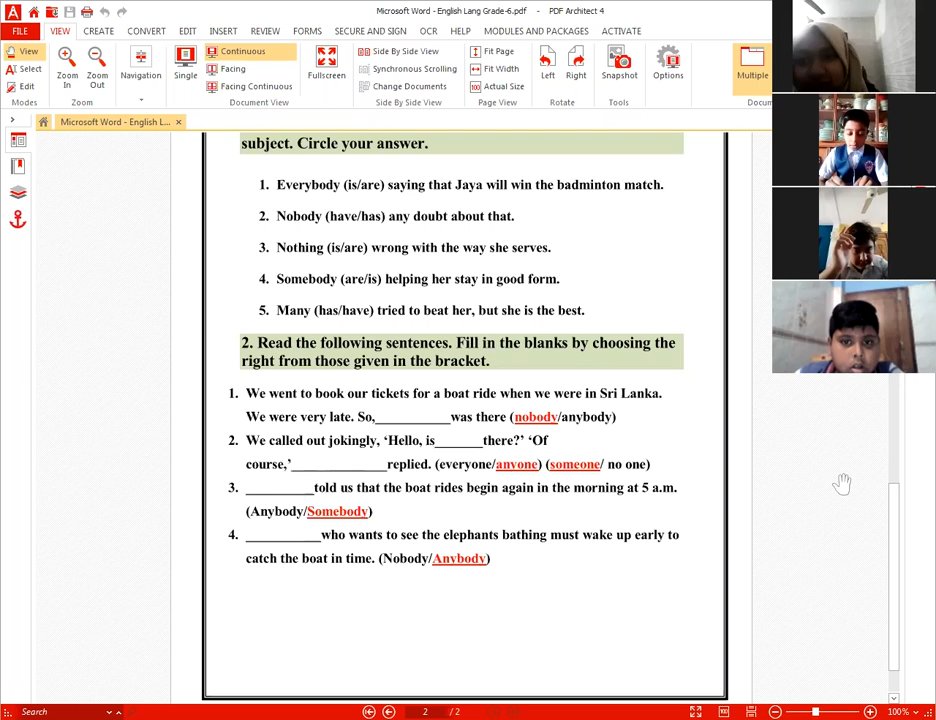 Microsoft Word - English Lang Grade-6.pdf - PDF Architect 4
FILE VIEW CREATE CONVERT EDIT INSERT REVIEW FORMS SECURE AND SIGN OCR HELP MODULES AND PACKAGES ACTIVATE
View
Select
Edit
Modes
Zoom In
Zoom Out
Zoom
Navigation
Single
Continuous
Facing
Facing Continuous
Document View
Fullscreen
Side By Side View
Synchronous Scrolling
Change Documents
Side By Side View
Fit Page
Fit Width
Actual Size
Page View
Left
Right
Rotate
Snapshot
Tools
Options
Multiple
Docum
Microsoft Word - English L... ×
subject. Circle your answer.
1. Everybody (is/are) saying that Jaya will win the badminton match.
2. Nobody (have/has) any doubt about that.
3. Nothing (is/are) wrong with the way she serves.
4. Somebody (are/is) helping her stay in good form.
5. Many (has/have) tried to beat her, but she is the best.
2. Read the following sentences. Fill in the blanks by choosing the
right from those given in the bracket.
1. We went to book our tickets for a boat ride when we were in Sri Lanka.
We were very late. So,___________was there (nobody/anybody)
2. We called out jokingly, ‘Hello, is_______there?’ ‘Of
course,’______________replied. (everyone/anyone) (someone/ no one)
3. __________told us that the boat rides begin again in the morning at 5 a.m.
(Anybody/Somebody)
4. ___________who wants to see the elephants bathing must wake up early to
catch the boat in time. (Nobody/Anybody)
Search
2 / 2
100%